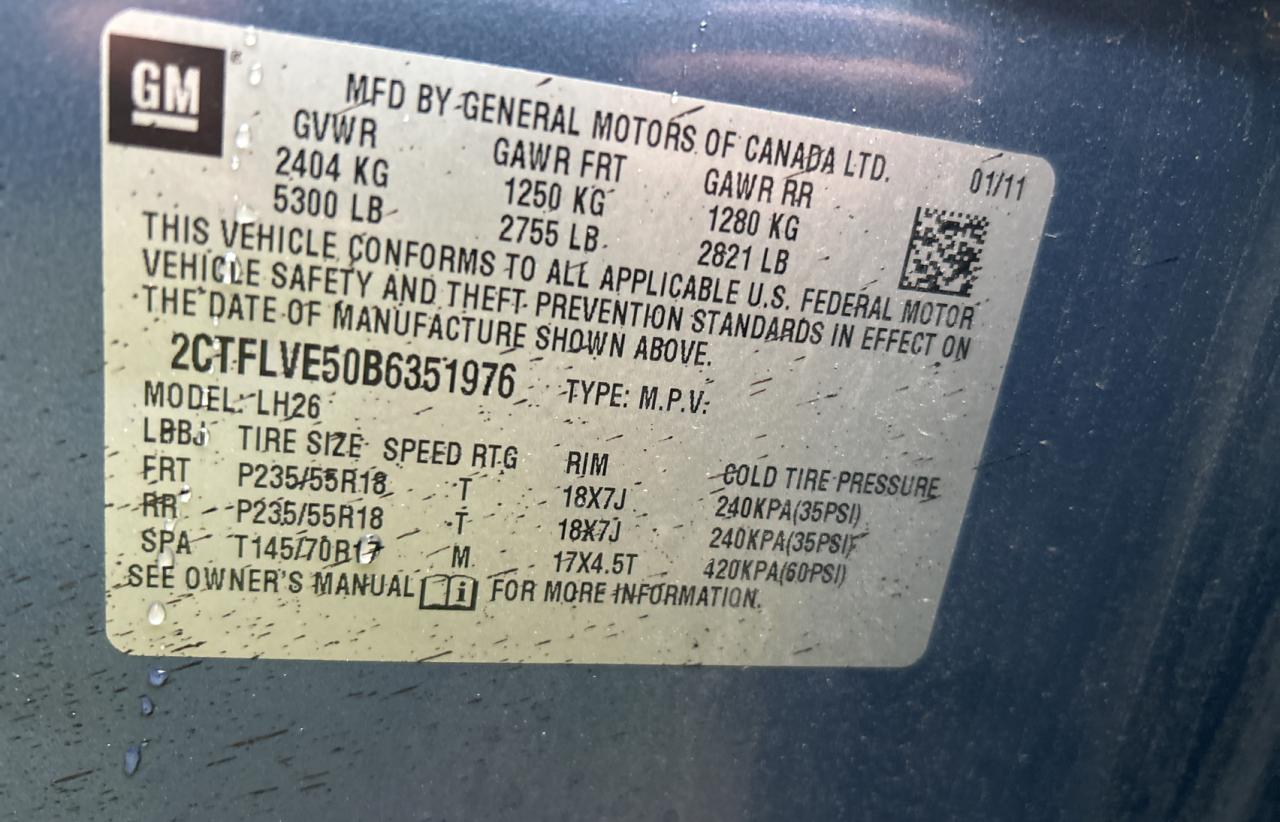 GM®
MFD BY GENERAL MOTORS OF CANADA LTD.
01/11
GVWR GAWR FRT GAWR RR
2404 KG 1250 KG 1280 KG
5300 LB 2755 LB 2821 LB
THIS VEHICLE CONFORMS TO ALL APPLICABLE U.S. FEDERAL MOTOR
VEHICLE SAFETY AND THEFT PREVENTION STANDARDS IN EFFECT ON
THE DATE OF MANUFACTURE SHOWN ABOVE.
2CTFLVE50B6351976 TYPE: M.P.V.
MODEL: LH26
LBBJ TIRE SIZE SPEED RTG RIM COLD TIRE PRESSURE
FRT P235/55R18 T 18X7J 240KPA(35PSI)
RR P235/55R18 T 18X7J 240KPA(35PSI)
SPA T145/70R17 M 17X4.5T 420KPA(60PSI)
SEE OWNER'S MANUAL i FOR MORE INFORMATION.